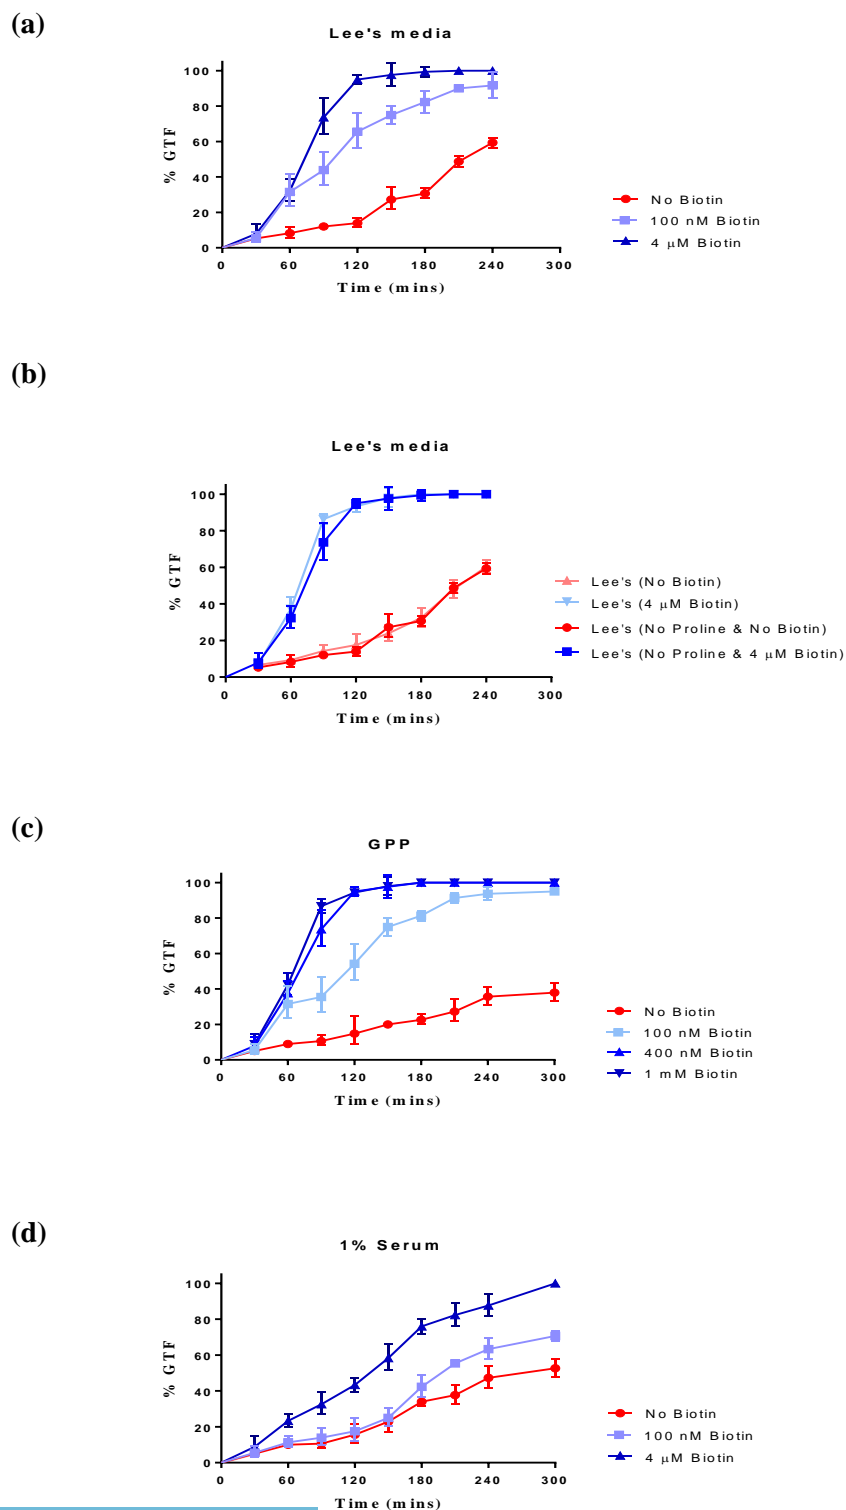 (a)
Lee's media
% GTF
100
80
60
40
20
0
0 60 120 180 240 300
Time (mins)
No Biotin
100 nM Biotin
4 µM Biotin
(b)
Lee's media
% GTF
100
80
60
40
20
0
0 60 120 180 240 300
Time (mins)
Lee's (No Biotin)
Lee's (4 µM Biotin)
Lee's (No Proline & No Biotin)
Lee's (No Proline & 4 µM Biotin)
(c)
GPP
% GTF
100
80
60
40
20
0
0 60 120 180 240 300
Time (mins)
No Biotin
100 nM Biotin
400 nM Biotin
1 mM Biotin
(d)
1% Serum
% GTF
100
80
60
40
20
0
0 60 120 180 240 300
Time (mins)
No Biotin
100 nM Biotin
4 µM Biotin